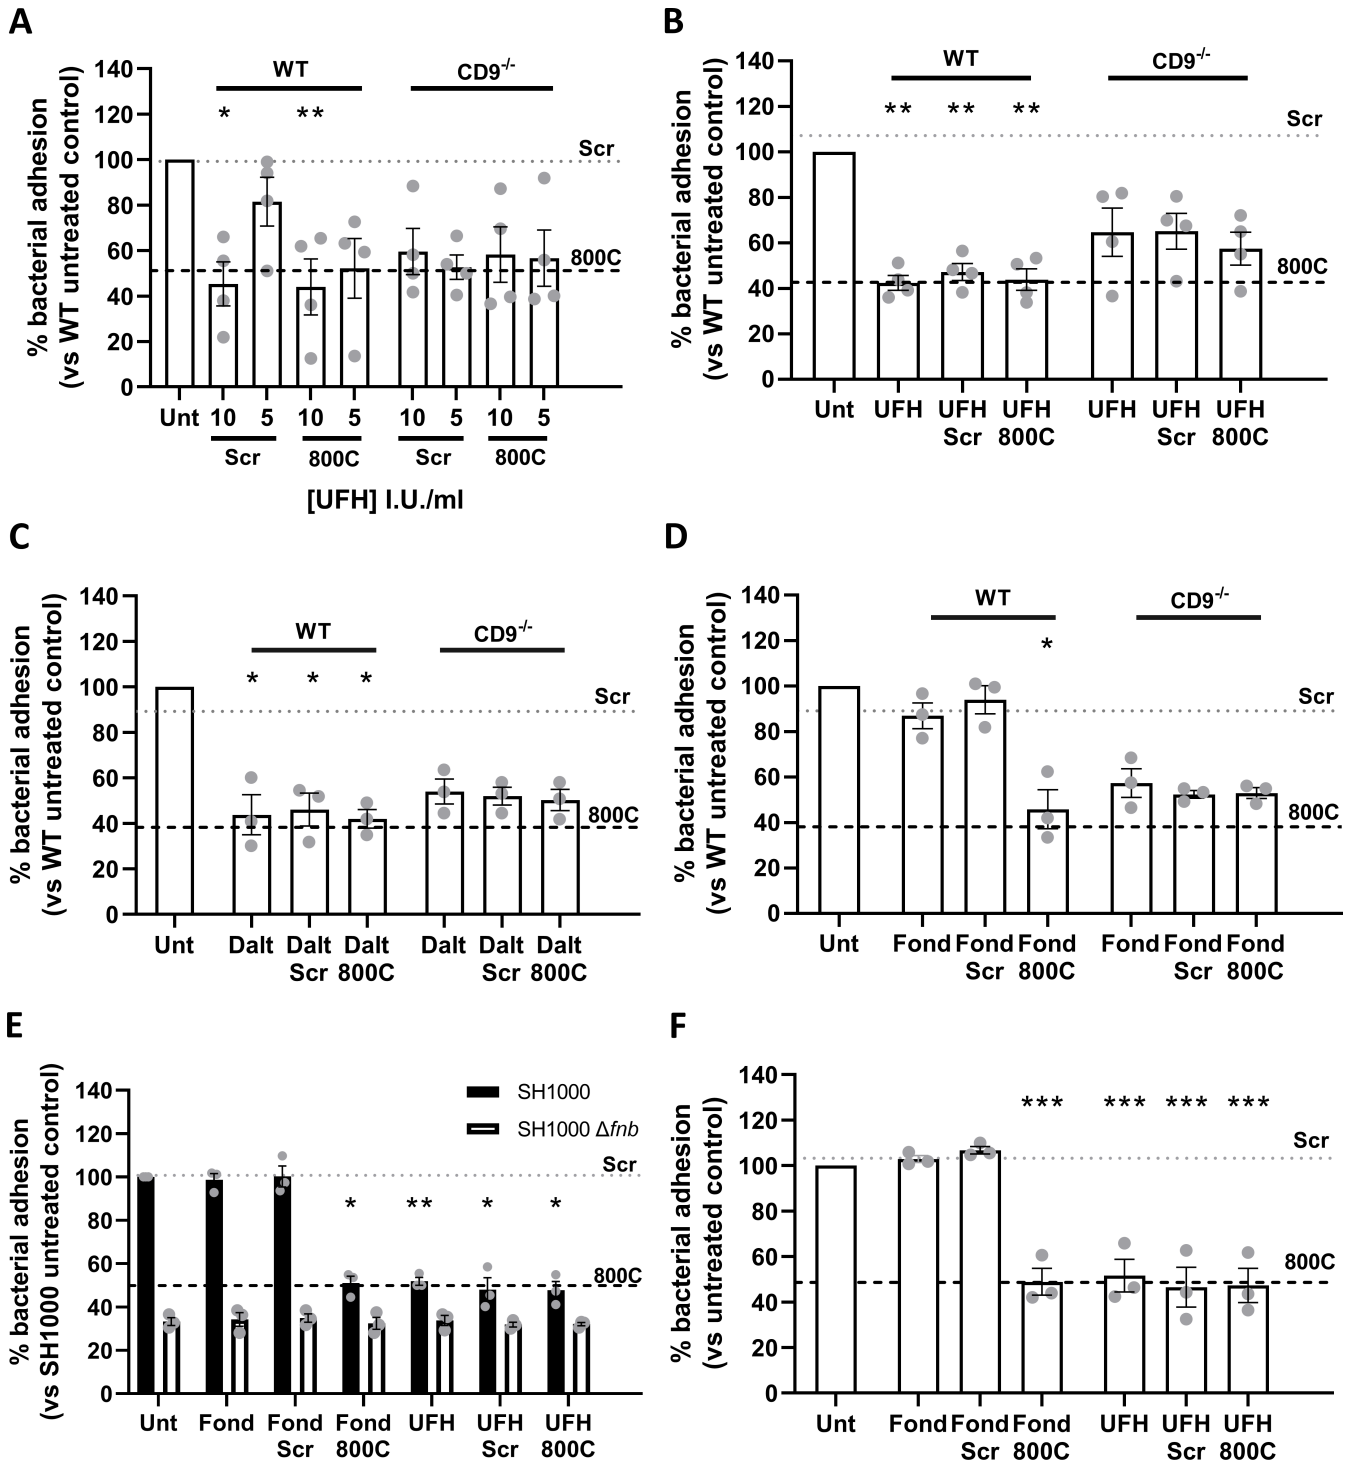 A
% bacterial adhesion
(vs WT untreated control)
140
120
100
80
60
40
20
0
WT
CD9-/-
*
**
Scr
800C
Unt 10 5 10 5 10 5 10 5
Scr 800C Scr 800C
[UFH] I.U./ml
B
% bacterial adhesion
(vs WT untreated control)
140
120
100
80
60
40
20
0
WT
CD9-/-
** ** **
Scr
800C
Unt UFH UFH UFH UFH UFH UFH
Scr 800C Scr 800C
C
% bacterial adhesion
(vs WT untreated control)
140
120
100
80
60
40
20
0
WT
CD9-/-
* * *
Scr
800C
Unt Dalt Dalt Dalt Dalt Dalt Dalt
Scr 800C Scr 800C
D
% bacterial adhesion
(vs WT untreated control)
140
120
100
80
60
40
20
0
WT
CD9-/-
*
Scr
800C
Unt Fond Fond Fond Fond Fond Fond
Scr 800C Scr 800C
E
% bacterial adhesion
(vs SH1000 untreated control)
140
120
100
80
60
40
20
0
SH1000
SH1000 Δfnb
Scr
* ** * *
800C
Unt Fond Fond Fond UFH UFH UFH
Scr 800C Scr 800C
F
% bacterial adhesion
(vs untreated control)
140
120
100
80
60
40
20
0
*** *** *** ***
Scr
800C
Unt Fond Fond Fond UFH UFH UFH
Scr 800C Scr 800C